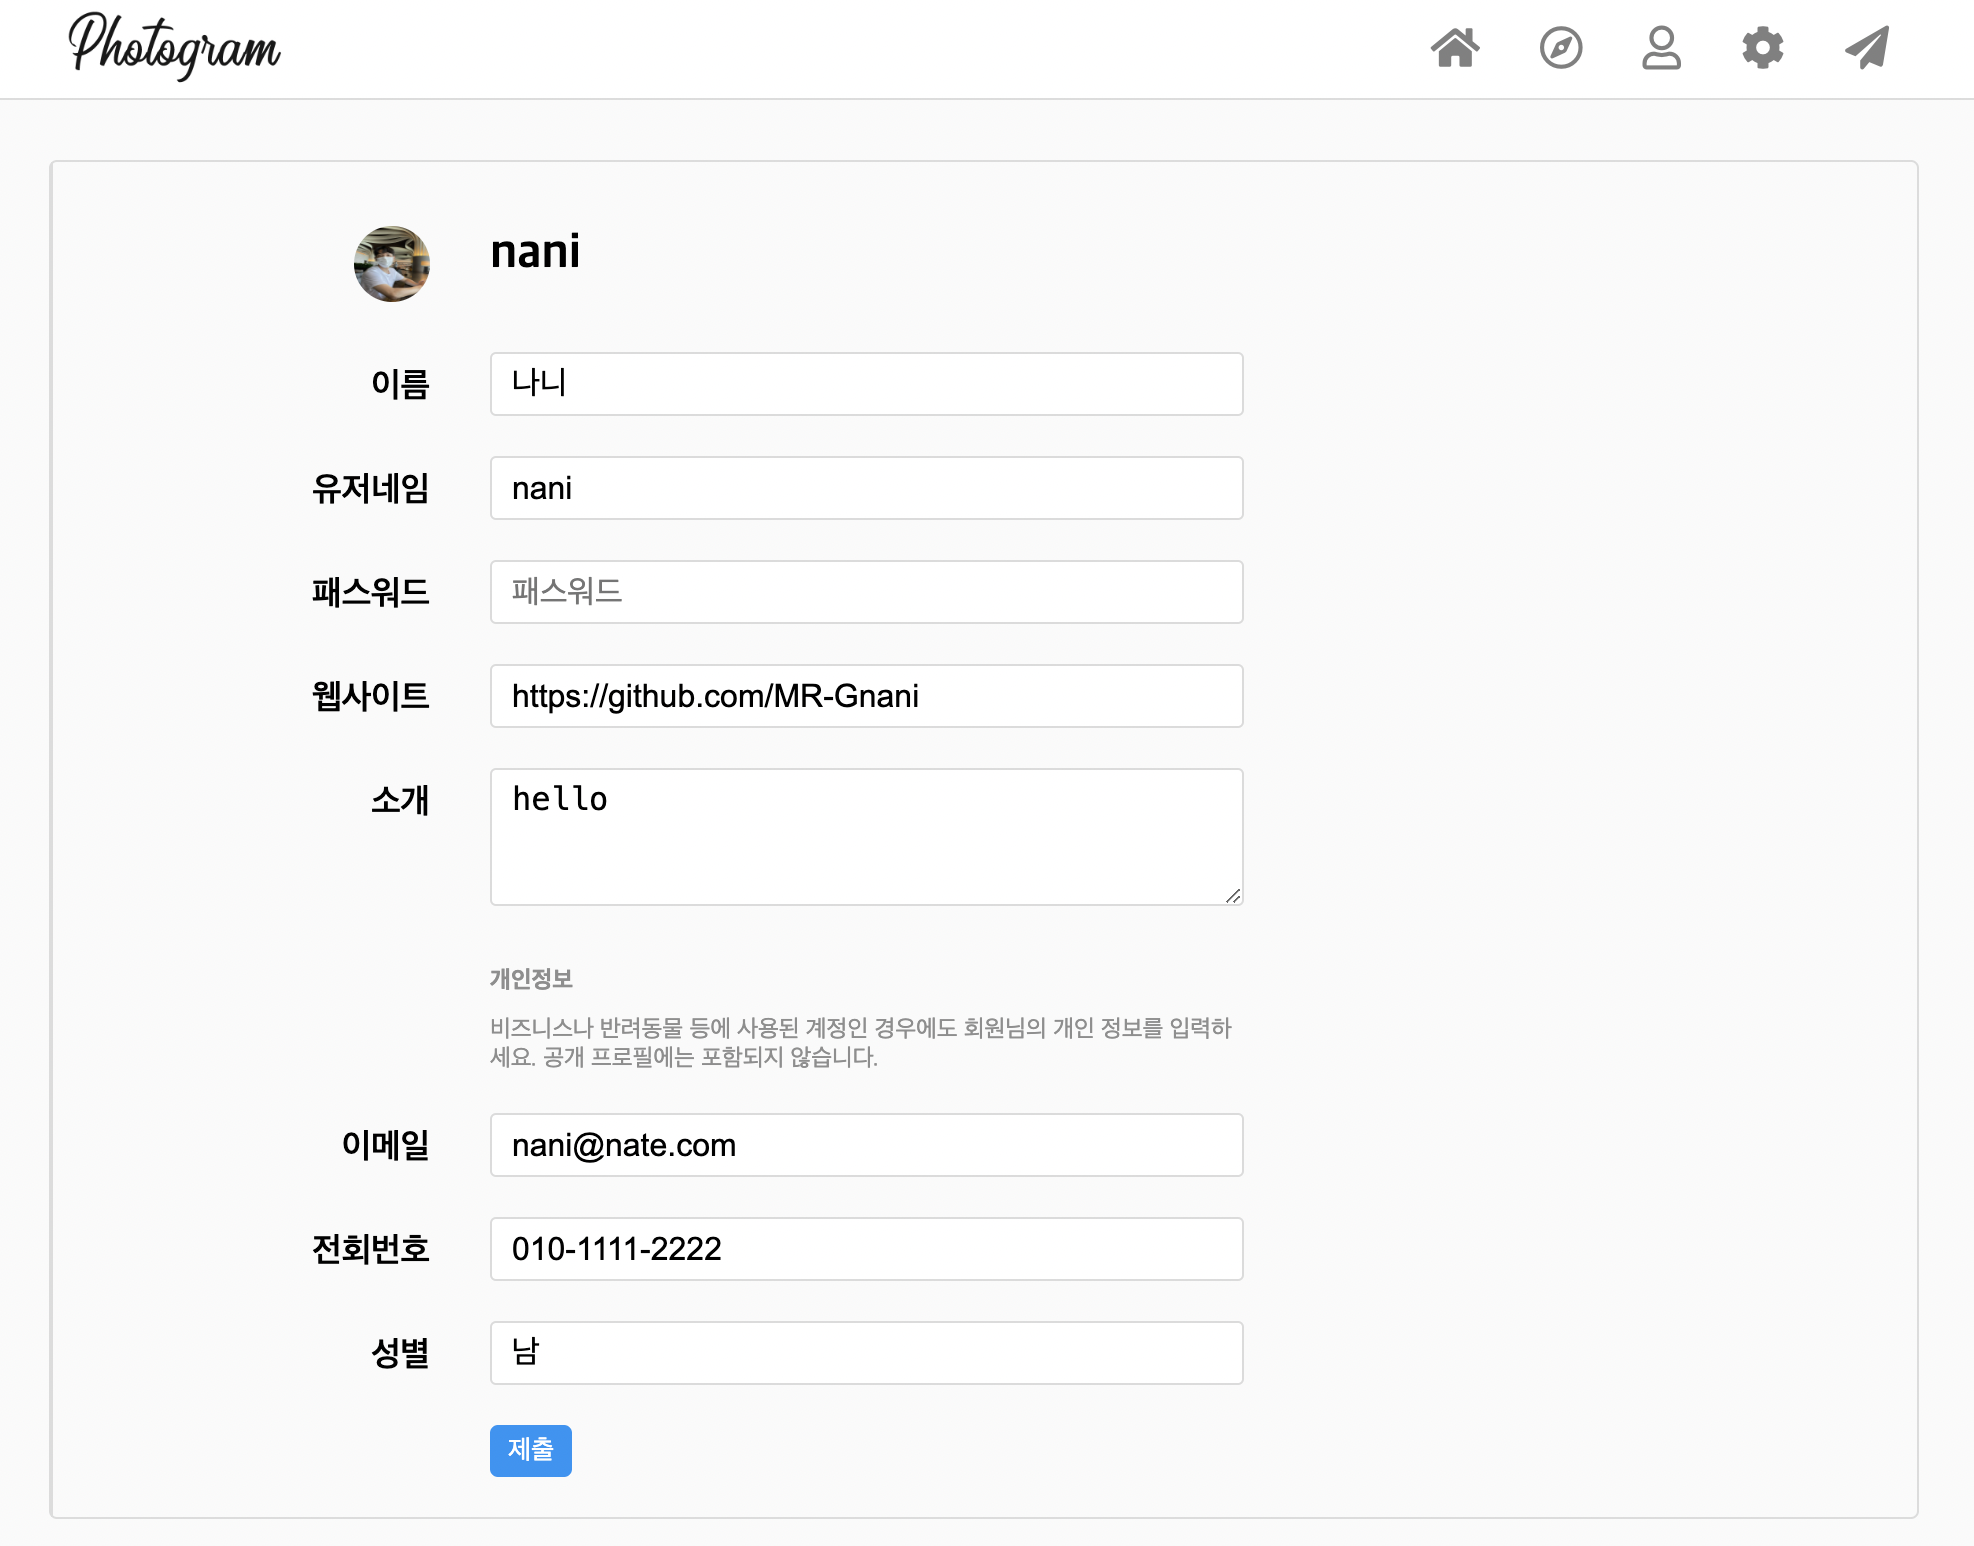 Photogram
nani
이름
나니
유저네임
nani
패스워드
패스워드
웹사이트
https://github.com/MR-Gnani
소개
hello
개인정보
비즈니스나 반려동물 등에 사용된 계정인 경우에도 회원님의 개인 정보를 입력하
세요. 공개 프로필에는 포함되지 않습니다.
이메일
nani@nate.com
전회번호
010-1111-2222
성별
남
제출